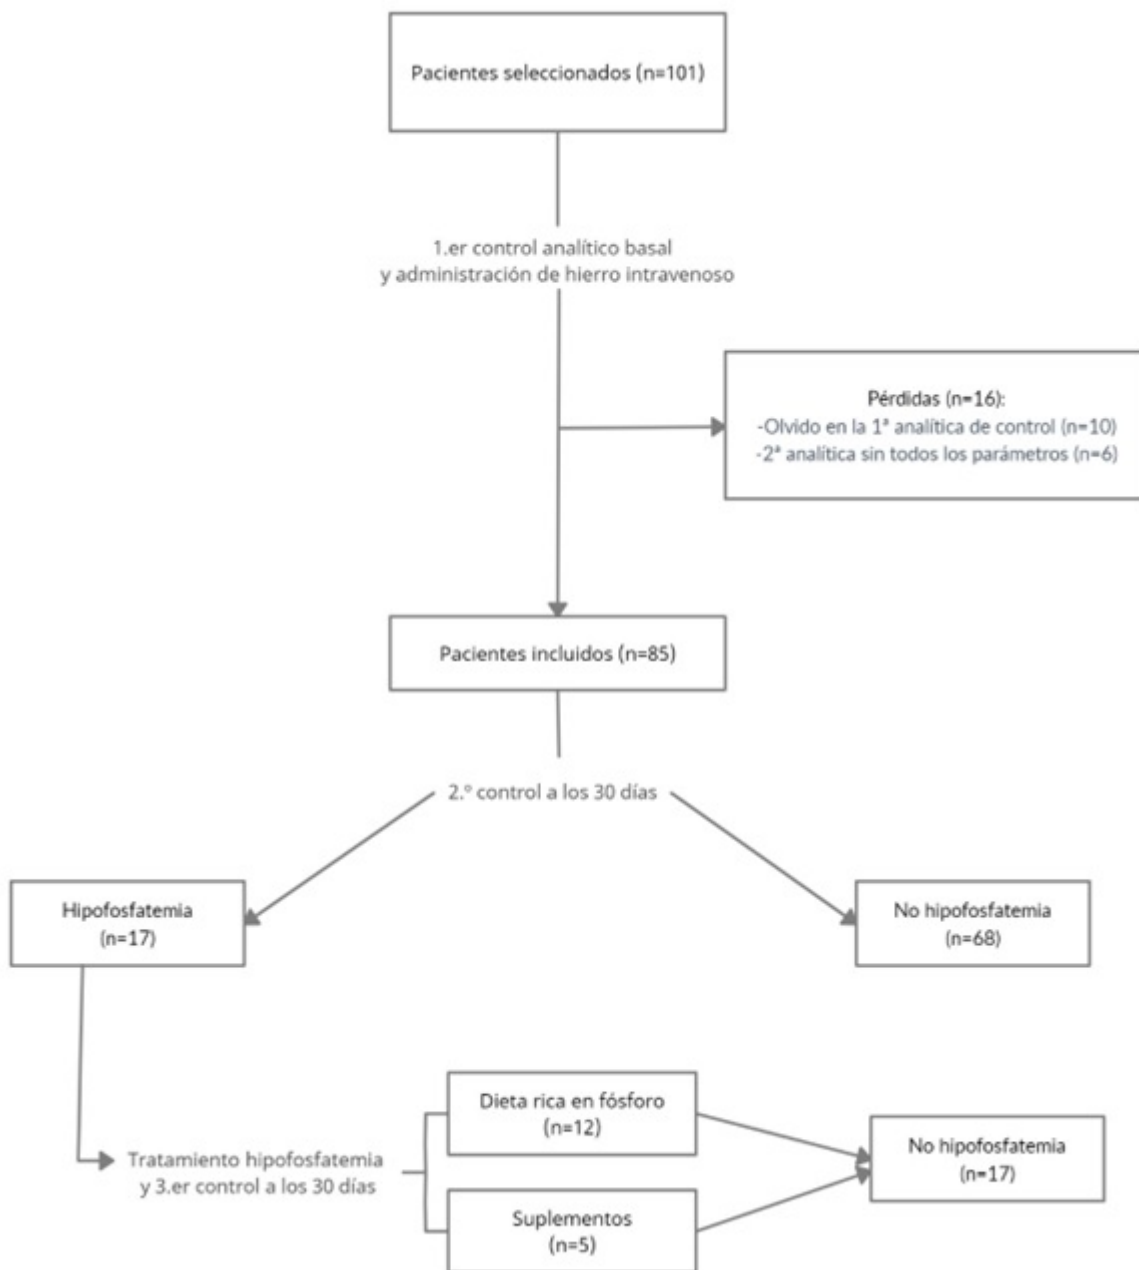 Pacientes seleccionados (n=101)
1.er control analítico basal
y administración de hierro intravenoso
Pérdidas (n=16):
-Olvido en la 1ª analítica de control (n=10)
-2ª analítica sin todos los parámetros (n=6)
Pacientes incluidos (n=85)
2.º control a los 30 días
Hipofosfatemia
(n=17)
No hipofosfatemia
(n=68)
Dieta rica en fósforo
(n=12)
Tratamiento hipofosfatemia
y 3.er control a los 30 días
No hipofosfatemia
(n=17)
Suplementos
(n=5)